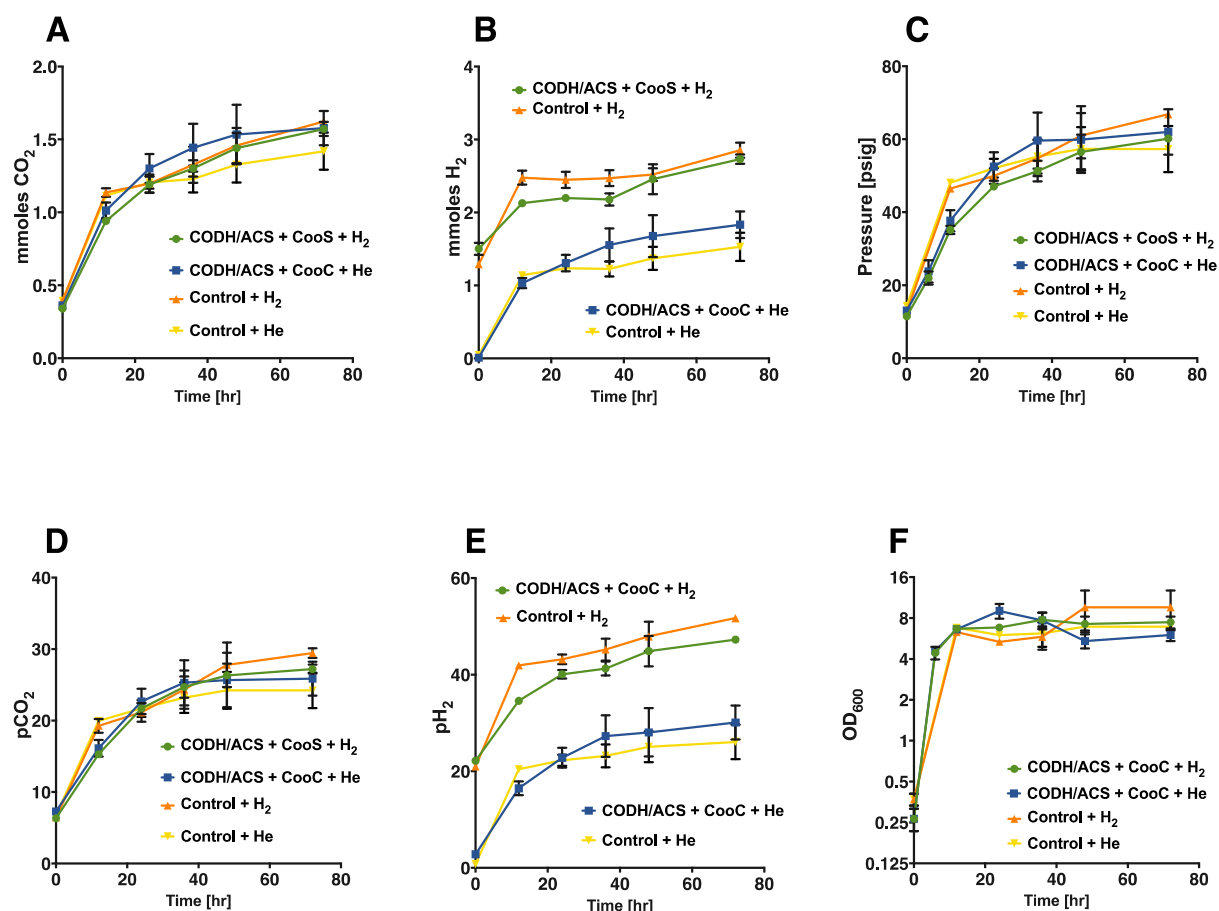 A
mmoles CO2
2.0
1.5
1.0
0.5
0.0
CODH/ACS + CooS + H2
CODH/ACS + CooC + He
Control + H2
Control + He
0 20 40 60 80
Time [hr]
B
mmoles H2
4
3
2
1
0
CODH/ACS + CooS + H2
Control + H2
CODH/ACS + CooC + He
Control + He
0 20 40 60 80
Time [hr]
C
Pressure [psig]
80
60
40
20
0
CODH/ACS + CooS + H2
CODH/ACS + CooC + He
Control + H2
Control + He
0 20 40 60 80
Time [hr]
D
pCO2
40
30
20
10
0
CODH/ACS + CooS + H2
CODH/ACS + CooC + He
Control + H2
Control + He
0 20 40 60 80
Time [hr]
E
pH2
60
40
20
0
CODH/ACS + CooC + H2
Control + H2
CODH/ACS + CooC + He
Control + He
0 20 40 60 80
Time [hr]
F
OD600
16
8
4
2
1
0.5
0.25
0.125
CODH/ACS + CooC + H2
CODH/ACS + CooC + He
Control + H2
Control + He
0 20 40 60 80
Time [hr]